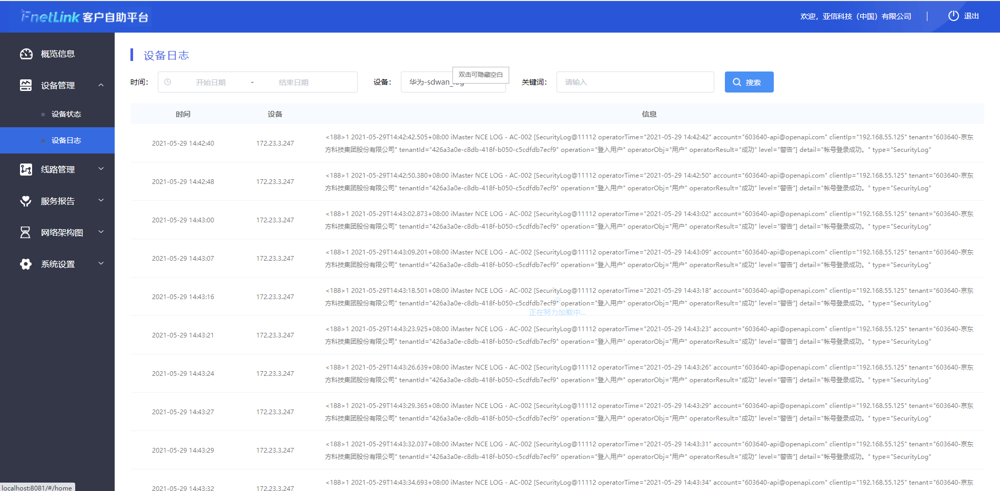 FnetLink 客户自助平台
欢迎，亚信科技（中国）有限公司
退出
概览信息
设备管理
设备状态
设备日志
线路管理
服务报告
网络架构图
系统设置
设备日志
时间：
开始日期 - 结束日期
设备：
华为-sdwan_log
双击可隐藏空白
关键词：
请输入
搜索
时间 设备 信息
2021-05-29 14:42:40 172.23.3.247
<188>1 2021-05-29T14:42:42.505+08:00 iMaster NCE LOG - AC-002 [SecurityLog@11112 operatorTime="2021-05-29 14:42:42" account="603640-api@openapi.com" clientIp="192.168.55.125" tenant="603640-京东
方科技集团股份有限公司" tenantId="426a3a0e-c8db-418f-b050-c5cdfdb7ecf9" operation="登入用户" operatorObj="用户" operatorResult="成功" level="警告"] detail="帐号登录成功。" type="SecurityLog"
2021-05-29 14:42:48 172.23.3.247
<188>1 2021-05-29T14:42:50.380+08:00 iMaster NCE LOG - AC-002 [SecurityLog@11112 operatorTime="2021-05-29 14:42:50" account="603640-api@openapi.com" clientIp="192.168.55.125" tenant="603640-京东
方科技集团股份有限公司" tenantId="426a3a0e-c8db-418f-b050-c5cdfdb7ecf9" operation="登入用户" operatorObj="用户" operatorResult="成功" level="警告"] detail="帐号登录成功。" type="SecurityLog"
2021-05-29 14:43:00 172.23.3.247
<188>1 2021-05-29T14:43:02.873+08:00 iMaster NCE LOG - AC-002 [SecurityLog@11112 operatorTime="2021-05-29 14:43:02" account="603640-api@openapi.com" clientIp="192.168.55.125" tenant="603640-京东
方科技集团股份有限公司" tenantId="426a3a0e-c8db-418f-b050-c5cdfdb7ecf9" operation="登入用户" operatorObj="用户" operatorResult="成功" level="警告"] detail="帐号登录成功。" type="SecurityLog"
2021-05-29 14:43:07 172.23.3.247
<188>1 2021-05-29T14:43:09.201+08:00 iMaster NCE LOG - AC-002 [SecurityLog@11112 operatorTime="2021-05-29 14:43:09" account="603640-api@openapi.com" clientIp="192.168.55.125" tenant="603640-京东
方科技集团股份有限公司" tenantId="426a3a0e-c8db-418f-b050-c5cdfdb7ecf9" operation="登入用户" operatorObj="用户" operatorResult="成功" level="警告"] detail="帐号登录成功。" type="SecurityLog"
2021-05-29 14:43:16 172.23.3.247
<188>1 2021-05-29T14:43:18.501+08:00 iMaster NCE LOG - AC-002 [SecurityLog@11112 operatorTime="2021-05-29 14:43:18" account="603640-api@openapi.com" clientIp="192.168.55.125" tenant="603640-京东
方科技集团股份有限公司" tenantId="426a3a0e-c8db-418f-b050-c5cdfdb7ecf9" operation="登入用户" operatorObj="用户" operatorResult="成功" level="警告"] detail="帐号登录成功。" type="SecurityLog"
正在努力加载中...
2021-05-29 14:43:21 172.23.3.247
<188>1 2021-05-29T14:43:23.925+08:00 iMaster NCE LOG - AC-002 [SecurityLog@11112 operatorTime="2021-05-29 14:43:23" account="603640-api@openapi.com" clientIp="192.168.55.125" tenant="603640-京东
方科技集团股份有限公司" tenantId="426a3a0e-c8db-418f-b050-c5cdfdb7ecf9" operation="登入用户" operatorObj="用户" operatorResult="成功" level="警告"] detail="帐号登录成功。" type="SecurityLog"
2021-05-29 14:43:24 172.23.3.247
<188>1 2021-05-29T14:43:26.639+08:00 iMaster NCE LOG - AC-002 [SecurityLog@11112 operatorTime="2021-05-29 14:43:26" account="603640-api@openapi.com" clientIp="192.168.55.125" tenant="603640-京东
方科技集团股份有限公司" tenantId="426a3a0e-c8db-418f-b050-c5cdfdb7ecf9" operation="登入用户" operatorObj="用户" operatorResult="成功" level="警告"] detail="帐号登录成功。" type="SecurityLog"
2021-05-29 14:43:27 172.23.3.247
<188>1 2021-05-29T14:43:29.365+08:00 iMaster NCE LOG - AC-002 [SecurityLog@11112 operatorTime="2021-05-29 14:43:29" account="603640-api@openapi.com" clientIp="192.168.55.125" tenant="603640-京东
方科技集团股份有限公司" tenantId="426a3a0e-c8db-418f-b050-c5cdfdb7ecf9" operation="登入用户" operatorObj="用户" operatorResult="成功" level="警告"] detail="帐号登录成功。" type="SecurityLog"
2021-05-29 14:43:29 172.23.3.247
<188>1 2021-05-29T14:43:32.037+08:00 iMaster NCE LOG - AC-002 [SecurityLog@11112 operatorTime="2021-05-29 14:43:31" account="603640-api@openapi.com" clientIp="192.168.55.125" tenant="603640-京东
方科技集团股份有限公司" tenantId="426a3a0e-c8db-418f-b050-c5cdfdb7ecf9" operation="登入用户" operatorObj="用户" operatorResult="成功" level="警告"] detail="帐号登录成功。" type="SecurityLog"
2021-05-29 14:43:32 172.23.3.247
<188>1 2021-05-29T14:43:34.693+08:00 iMaster NCE LOG - AC-002 [SecurityLog@11112 operatorTime="2021-05-29 14:43:34" account="603640-api@openapi.com" clientIp="192.168.55.125" tenant="603640-京东
localhost:8081/#/home